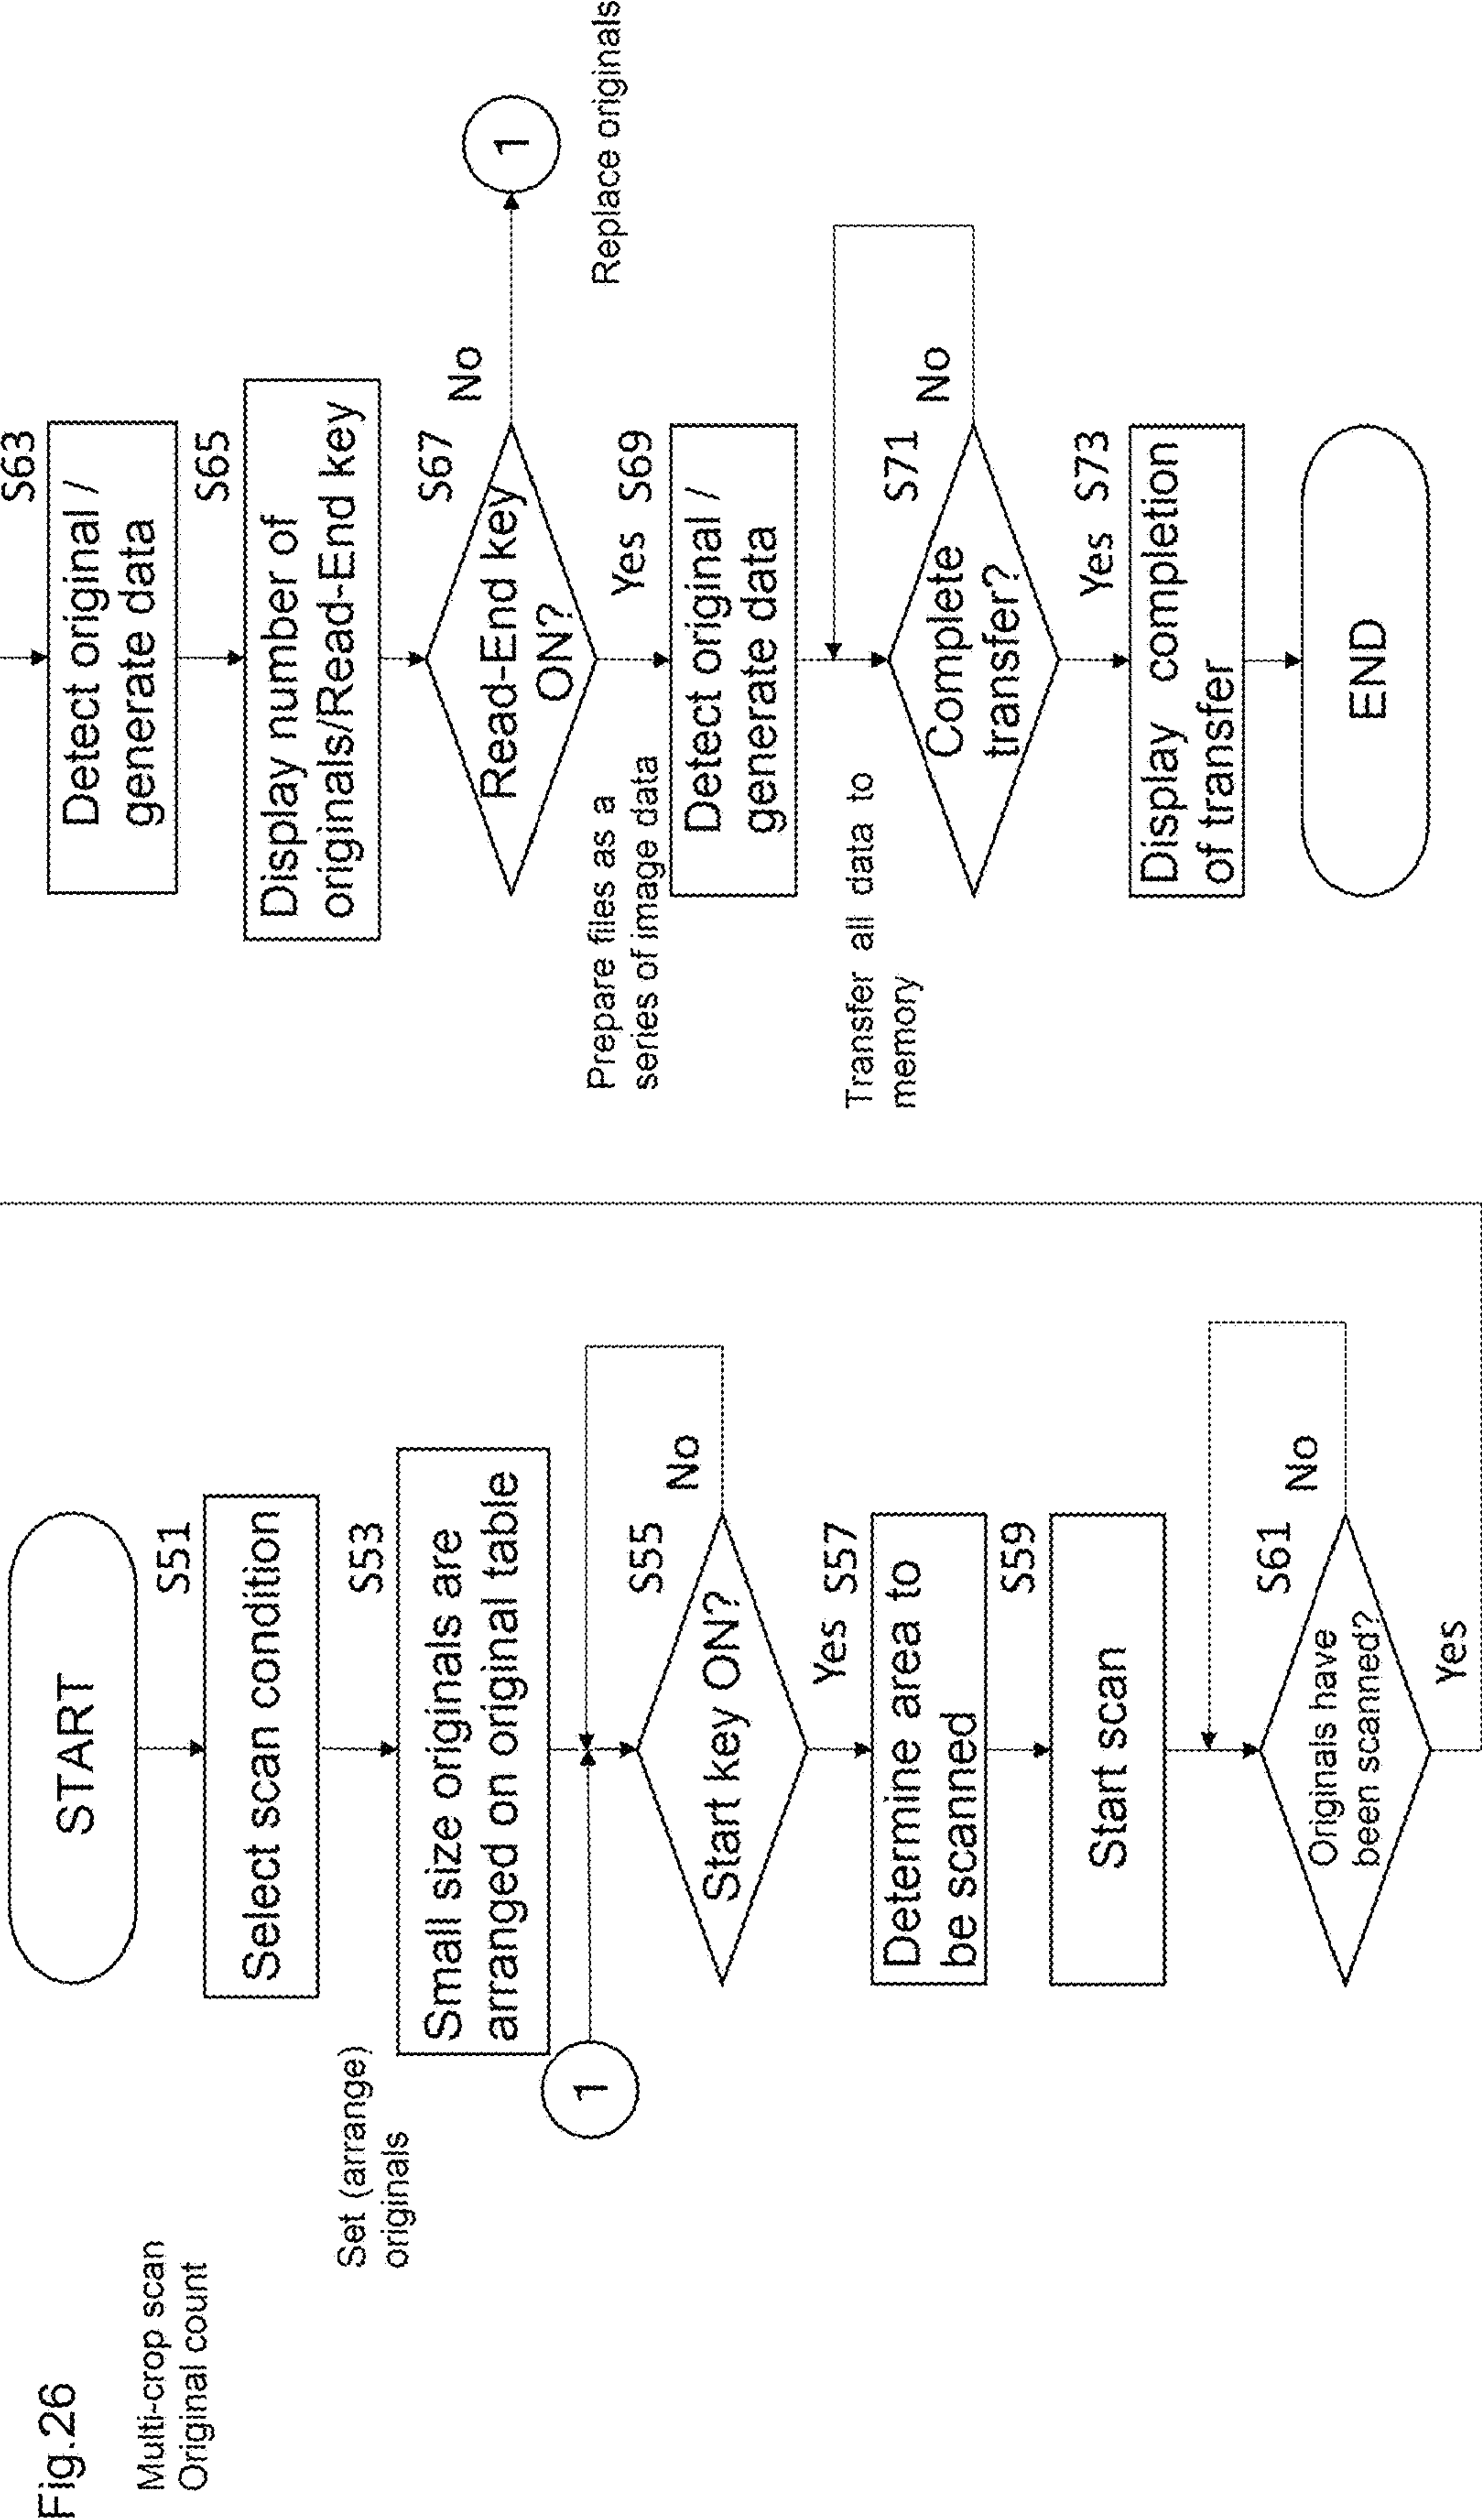 Fig.26
Multi-crop scan
Original count
START
S51
Select scan condition
Set (arrange)
originals
S53
Small size originals are
arranged on original table
1
S55
Start key ON?
No
Yes
S57
Determine area to
be scanned
S59
Start scan
S61
Originals have
been scanned?
No
Yes
S63
Detect original /
generate data
S65
Display number of
originals/Read-End key
S67
Read-End key
ON?
No
1
Replace originals
Yes
Prepare files as a
series of image data
S69
Detect original /
generate data
Transfer all data to
memory
S71
Complete
transfer?
No
Yes
S73
Display completion
of transfer
END